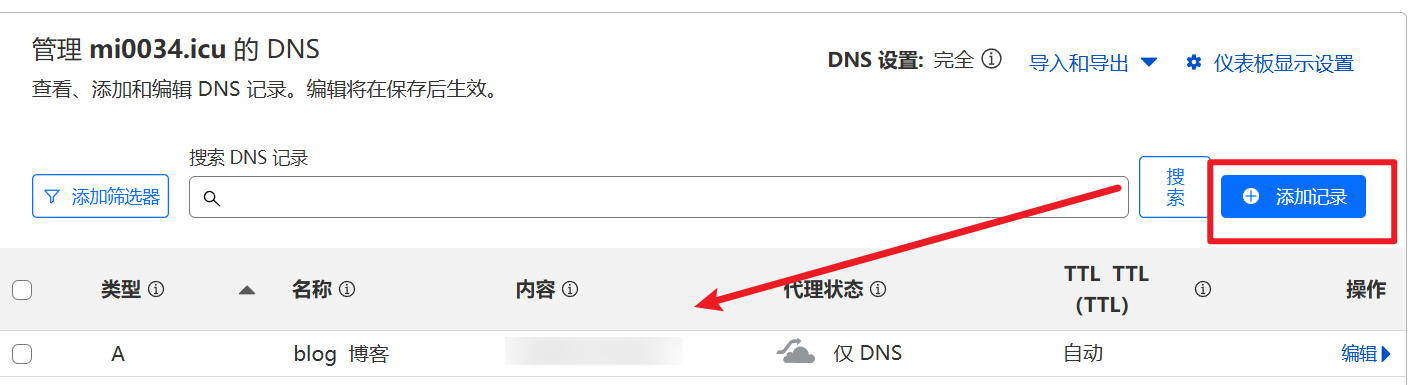 管理 mi0034.icu 的 DNS
查看、添加和编辑 DNS 记录。编辑将在保存后生效。
DNS 设置: 完全
导入和导出
仪表板显示设置
搜索 DNS 记录
添加筛选器
搜
索
添加记录
类型
名称
内容
代理状态
TTL TTL
(TTL)
操作
A
blog 博客
仅 DNS
自动
编辑